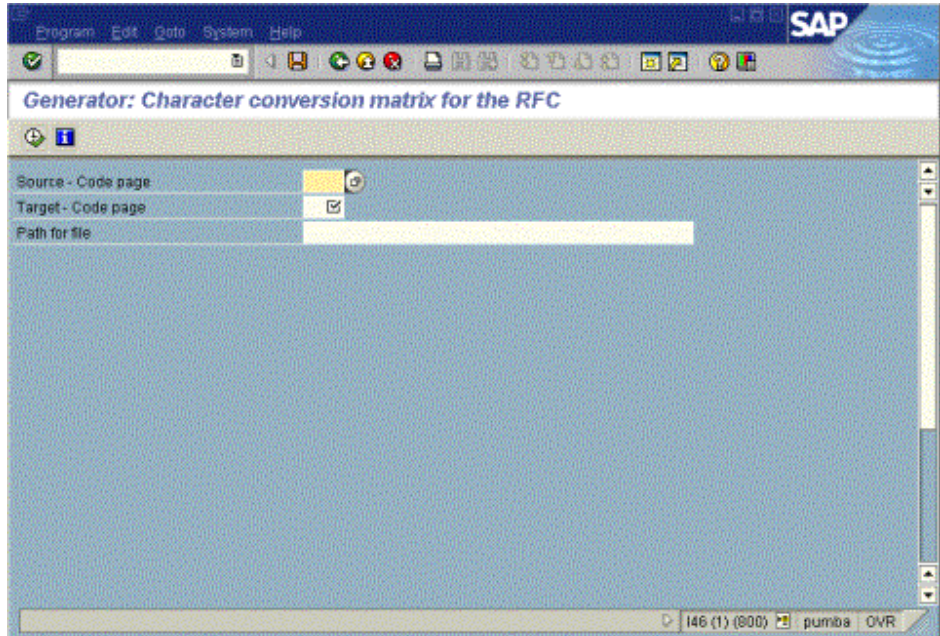 Program Edit Goto System Help
SAP
Generator: Character conversion matrix for the RFC
Source - Code page
Target - Code page
Path for file
I46 (1) (800) pumba OVR